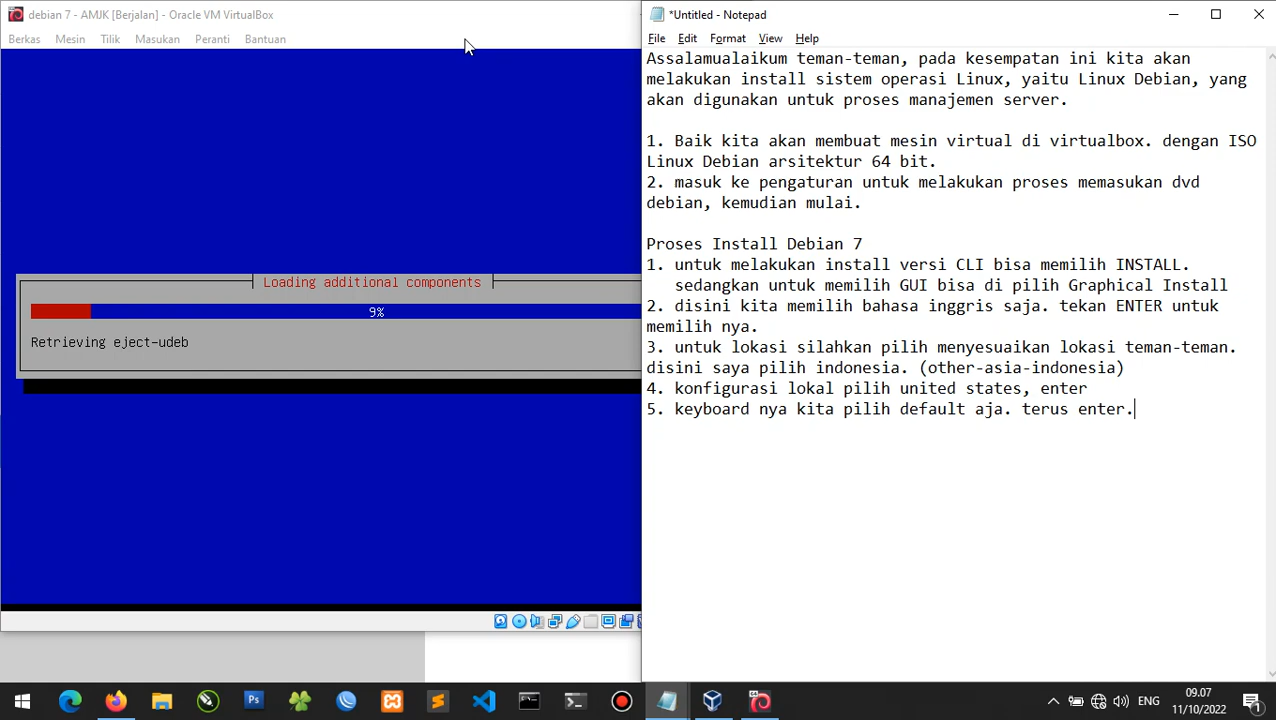 debian 7 - AMJK [Berjalan] - Oracle VM VirtualBox
Berkas Mesin Tilik Masukan Peranti Bantuan
Loading additional components
9%
Retrieving eject-udeb
*Untitled - Notepad
File Edit Format View Help
Assalamualaikum teman-teman, pada kesempatan ini kita akan
melakukan install sistem operasi Linux, yaitu Linux Debian, yang
akan digunakan untuk proses manajemen server.
1. Baik kita akan membuat mesin virtual di virtualbox. dengan ISO
Linux Debian arsitektur 64 bit.
2. masuk ke pengaturan untuk melakukan proses memasukan dvd
debian, kemudian mulai.
Proses Install Debian 7
1. untuk melakukan install versi CLI bisa memilih INSTALL.
sedangkan untuk memilih GUI bisa di pilih Graphical Install
2. disini kita memilih bahasa inggris saja. tekan ENTER untuk
memilih nya.
3. untuk lokasi silahkan pilih menyesuaikan lokasi teman-teman.
disini saya pilih indonesia. (other-asia-indonesia)
4. konfigurasi lokal pilih united states, enter
5. keyboard nya kita pilih default aja. terus enter.
Ps
ENG
09.07
11/10/2022
1